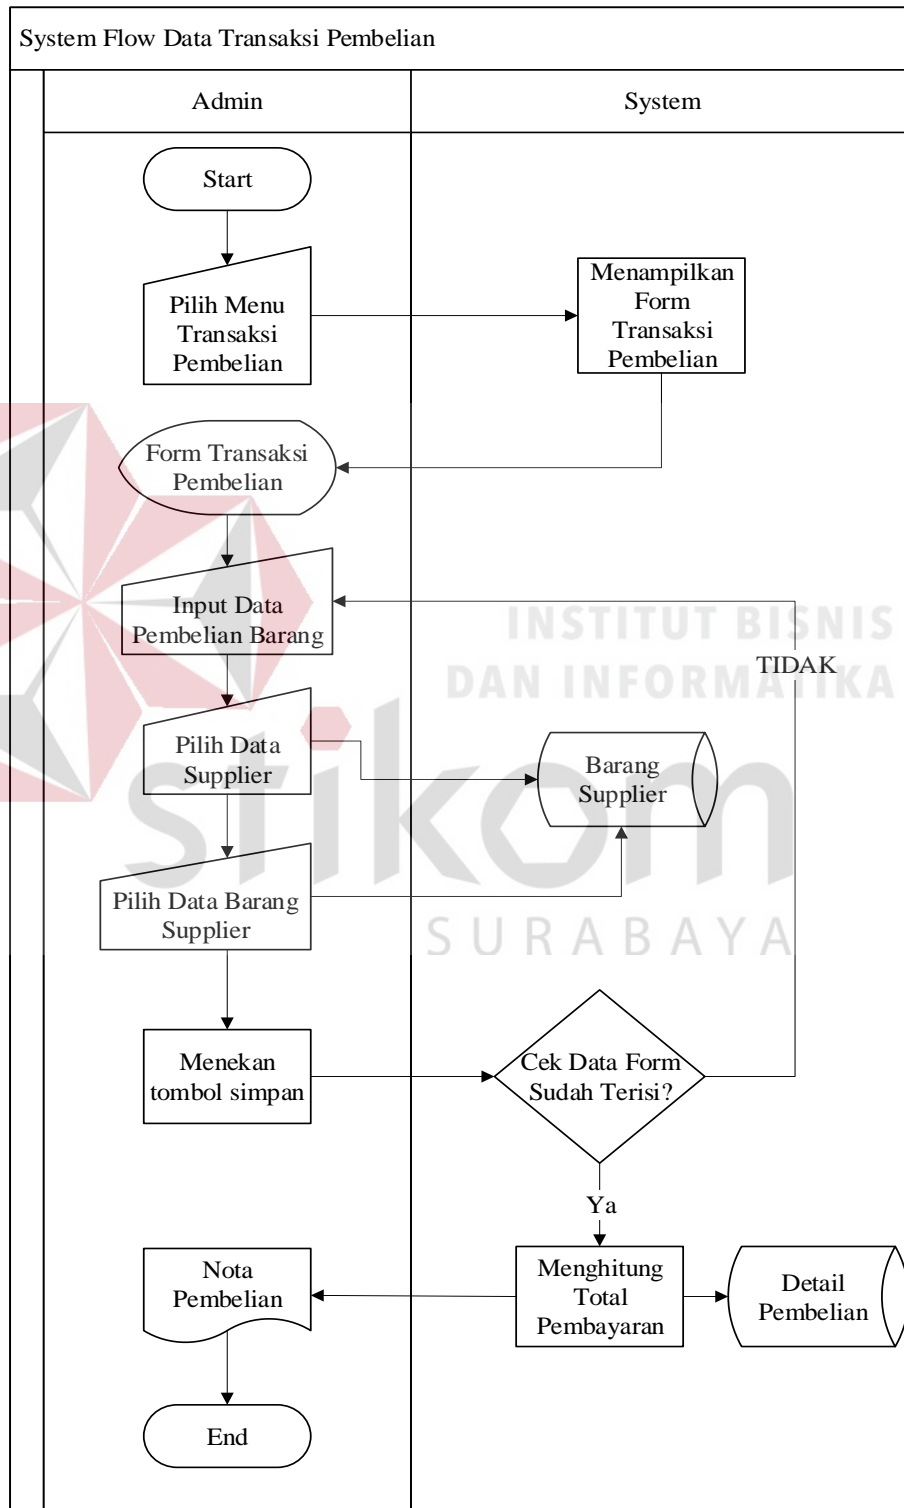 System Flow Data Transaksi Pembelian
Admin
System
Start
Pilih Menu
Transaksi
Pembelian
Menampilkan
Form
Transaksi
Pembelian
Form Transaksi
Pembelian
Input Data
Pembelian Barang
INSTITUT BISNIS
DAN INFORMATIKA
TIDAK
Pilih Data
Supplier
Barang
Supplier
stikom
SURABAYA
Pilih Data Barang
Supplier
Menekan
tombol simpan
Cek Data Form
Sudah Terisi?
Ya
Nota
Pembelian
Menghitung
Total
Pembayaran
Detail
Pembelian
End